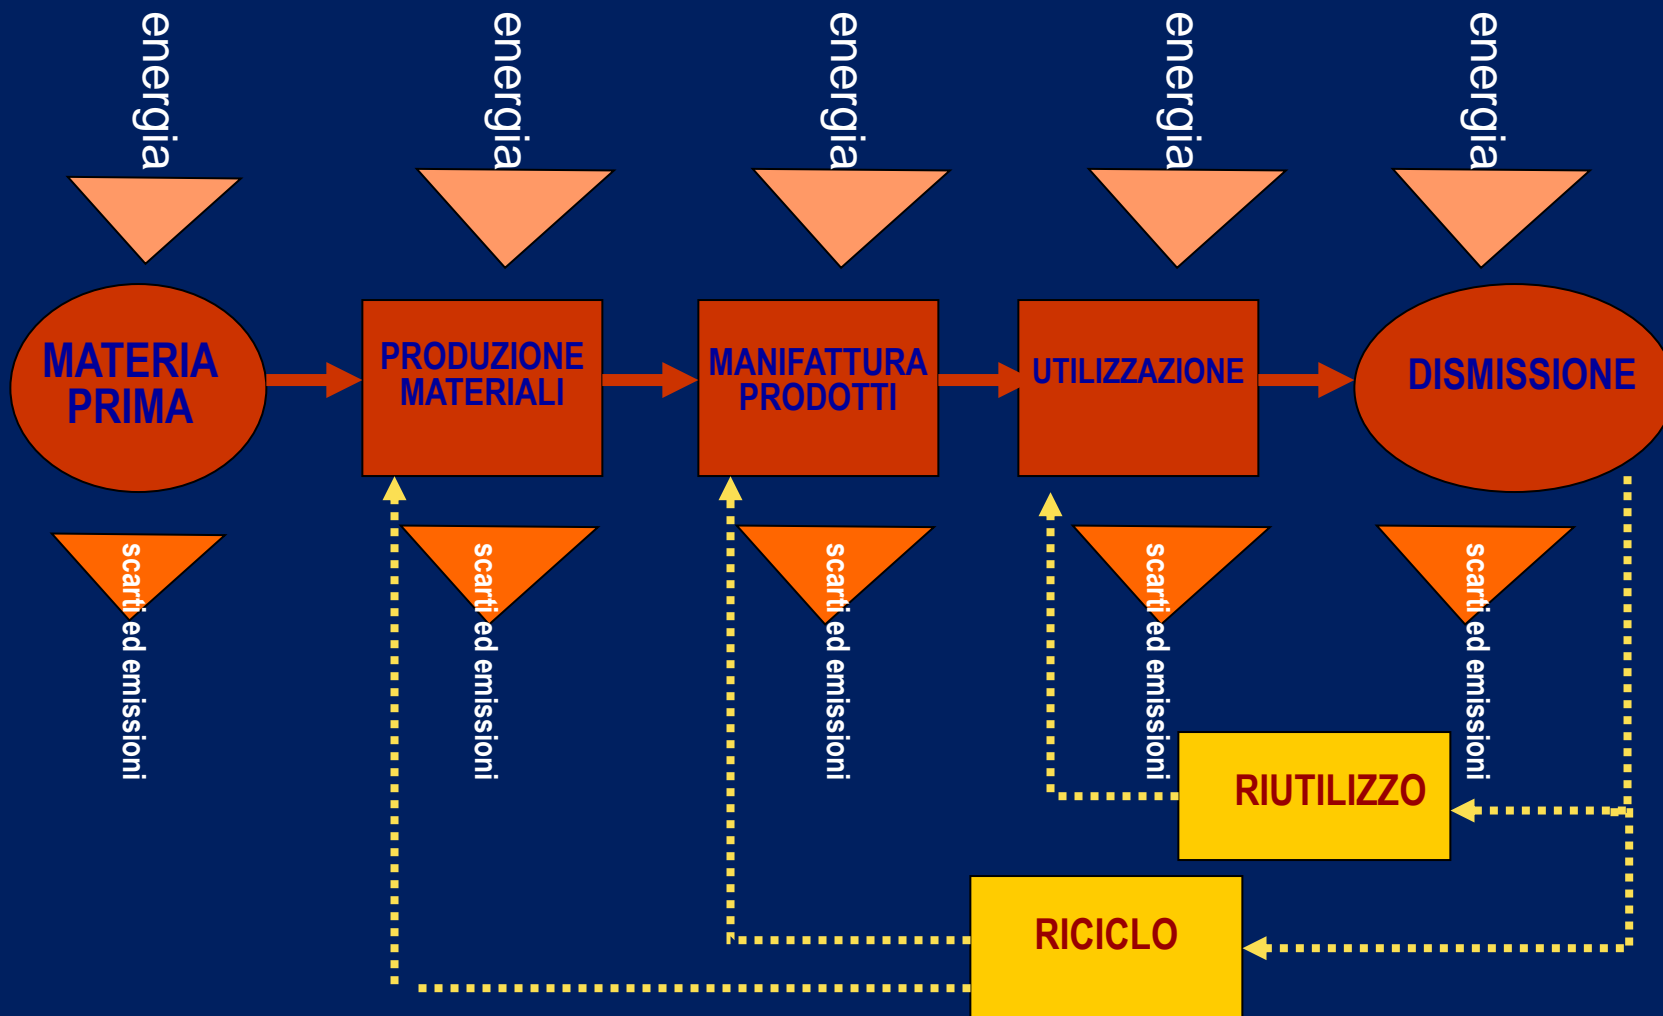 energia
energia
energia
energia
energia
MATERIA
PRIMA
PRODUZIONE
MATERIALI
MANIFATTURA
PRODOTTI
UTILIZZAZIONE
DISMISSIONE
scarti ed emissioni
scarti ed emissioni
scarti ed emissioni
scarti ed emissioni
scarti ed emissioni
RIUTILIZZO
RICICLO